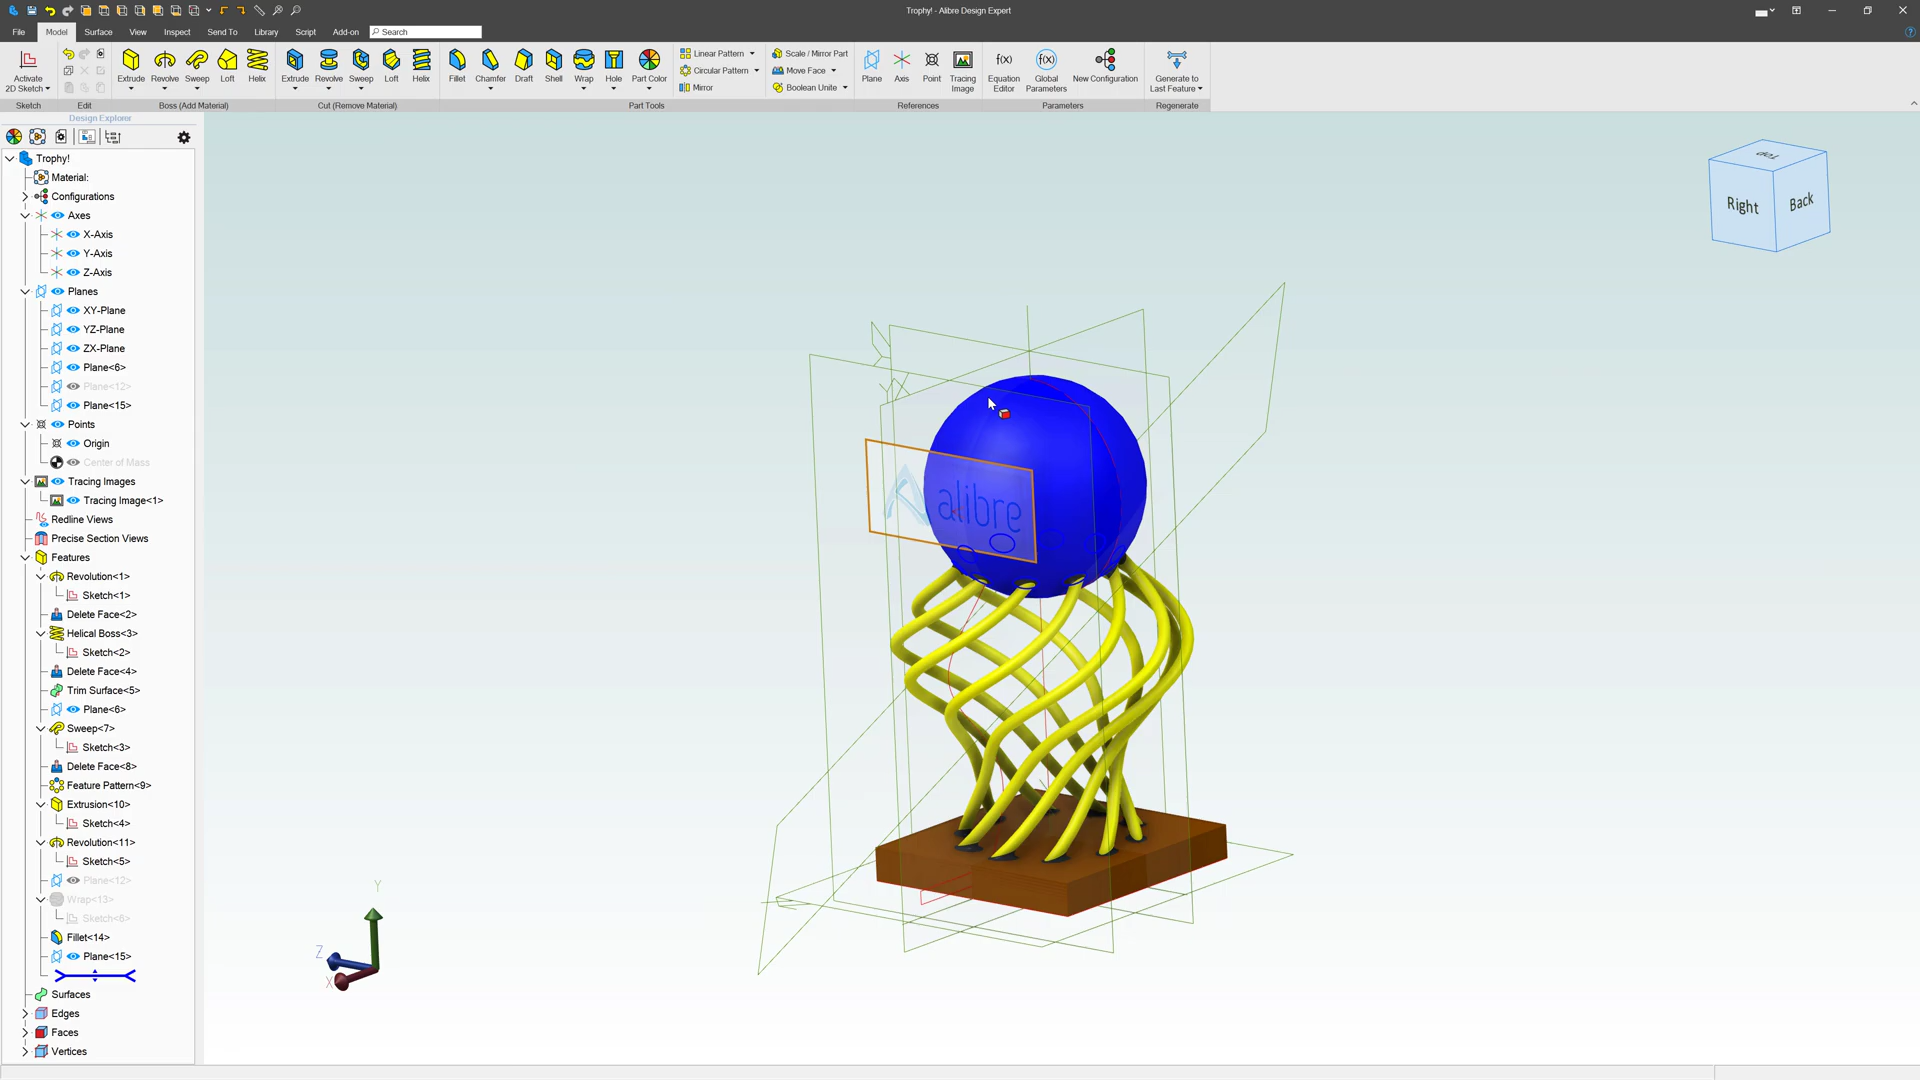 Trophy! - Alibre Design Expert
File Model Surface View Inspect Send To Library Script Add-on Search
Activate 2D Sketch
Extrude Revolve Sweep Loft Helix
Extrude Revolve Sweep Loft Helix
Fillet Chamfer Draft Shell Wrap Hole Part Color
Linear Pattern
Circular Pattern
Mirror
Scale / Mirror Part
Move Face
Boolean Unite
Plane Axis Point Tracing Image
f(x) Equation Editor
f(x) Global Parameters
New Configuration
Generate to Last Feature
Sketch Edit Boss (Add Material) Cut (Remove Material) Part Tools References Parameters Regenerate
Design Explorer
Trophy!
Material:
Configurations
Axes
X-Axis
Y-Axis
Z-Axis
Planes
XY-Plane
YZ-Plane
ZX-Plane
Plane<6>
Plane<12>
Plane<15>
Points
Origin
Center of Mass
Tracing Images
Tracing Image<1>
Redline Views
Precise Section Views
Features
Revolution<1>
Sketch<1>
Delete Face<2>
Helical Boss<3>
Sketch<2>
Delete Face<4>
Trim Surface<5>
Plane<6>
Sweep<7>
Sketch<3>
Delete Face<8>
Feature Pattern<9>
Extrusion<10>
Sketch<4>
Revolution<11>
Sketch<5>
Plane<12>
Wrap<13>
Sketch<6>
Fillet<14>
Plane<15>
Surfaces
Edges
Faces
Vertices
Top
Right
Back
alibre
Y
Z
X